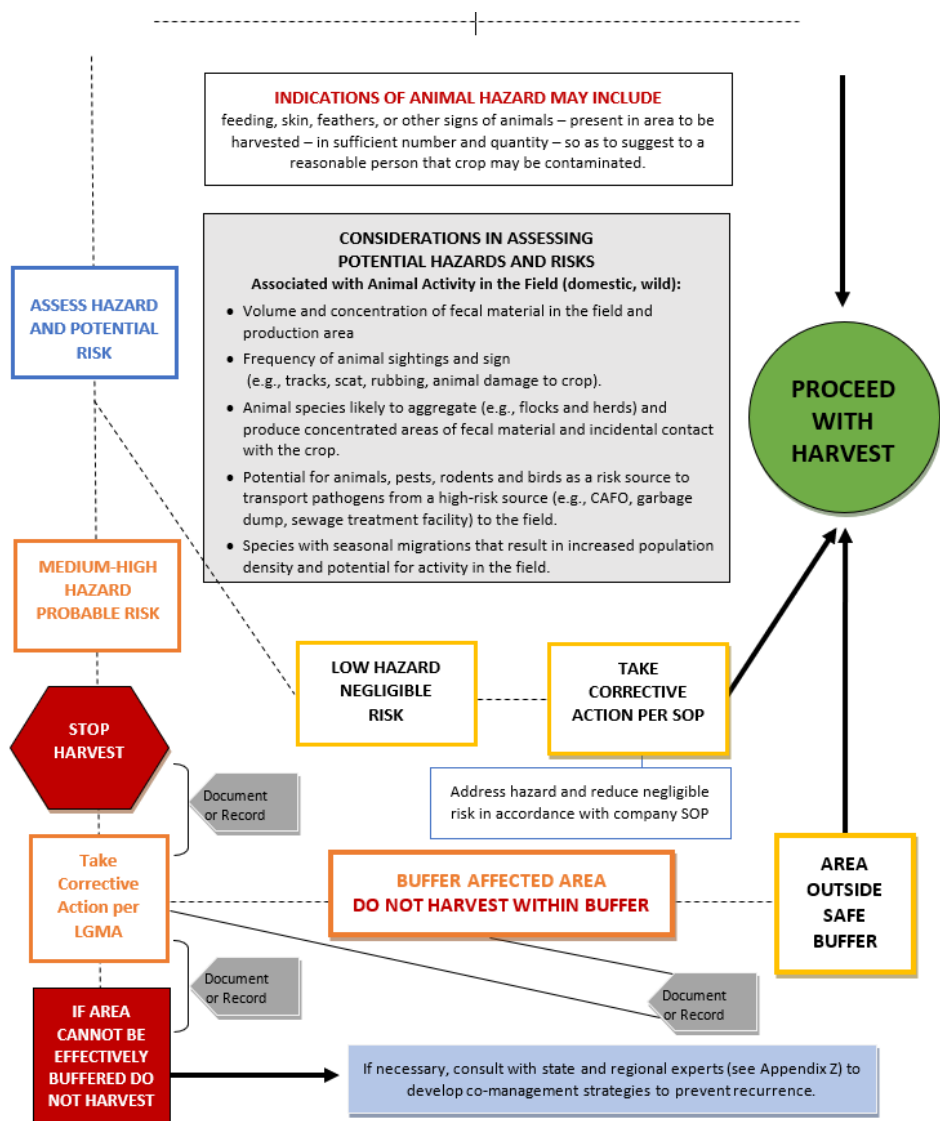 INDICATIONS OF ANIMAL HAZARD MAY INCLUDE
feeding, skin, feathers, or other signs of animals – present in area to be
harvested – in sufficient number and quantity – so as to suggest to a
reasonable person that crop may be contaminated.
CONSIDERATIONS IN ASSESSING
POTENTIAL HAZARDS AND RISKS
Associated with Animal Activity in the Field (domestic, wild):
• Volume and concentration of fecal material in the field and
production area
• Frequency of animal sightings and sign
(e.g., tracks, scat, rubbing, animal damage to crop).
• Animal species likely to aggregate (e.g., flocks and herds) and
produce concentrated areas of fecal material and incidental contact
with the crop.
• Potential for animals, pests, rodents and birds as a risk source to
transport pathogens from a high-risk source (e.g., CAFO, garbage
dump, sewage treatment facility) to the field.
• Species with seasonal migrations that result in increased population
density and potential for activity in the field.
ASSESS HAZARD
AND POTENTIAL
RISK
PROCEED
WITH
HARVEST
MEDIUM-HIGH
HAZARD
PROBABLE RISK
LOW HAZARD
NEGLIGIBLE
RISK
TAKE
CORRECTIVE
ACTION PER SOP
STOP
HARVEST
Document
or Record
Address hazard and reduce negligible
risk in accordance with company SOP
Take
Corrective
Action per
LGMA
BUFFER AFFECTED AREA
DO NOT HARVEST WITHIN BUFFER
AREA
OUTSIDE
SAFE
BUFFER
Document
or Record
Document
or Record
IF AREA
CANNOT BE
EFFECTIVELY
BUFFERED DO
NOT HARVEST
If necessary, consult with state and regional experts (see Appendix Z) to
develop co-management strategies to prevent recurrence.